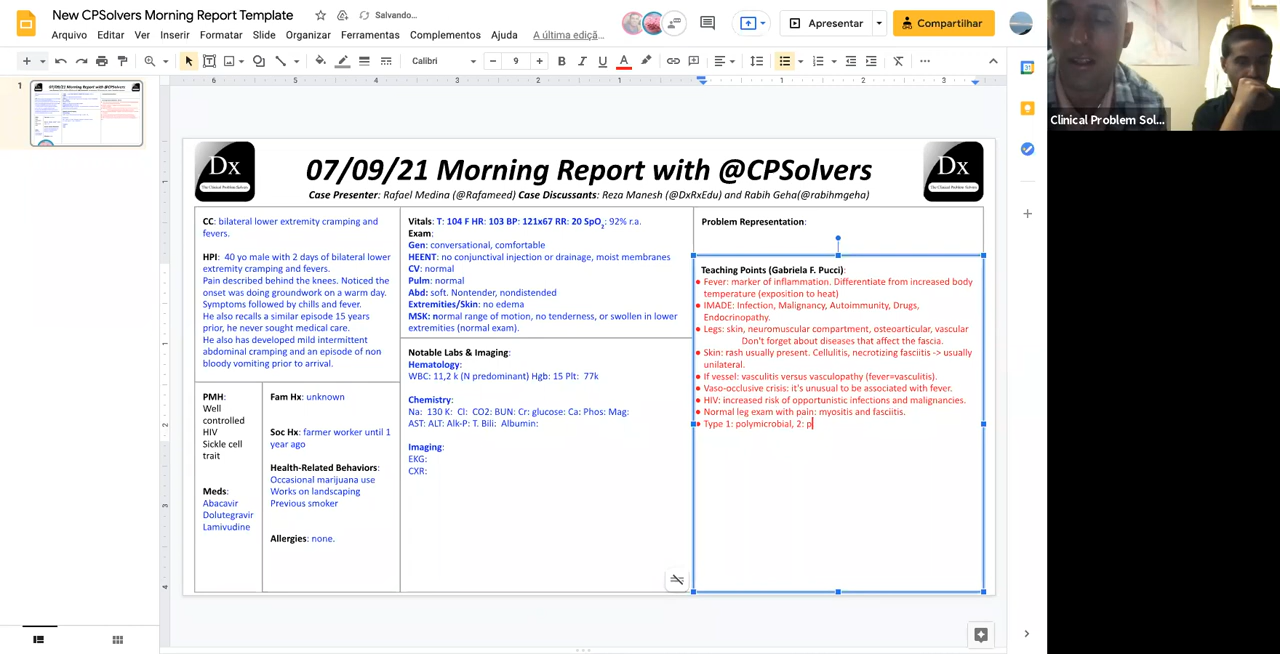 New CPSolvers Morning Report Template
Salvando...
Arquivo Editar Ver Inserir Formatar Slide Organizar Ferramentas Complementos Ajuda A última ediçã...
Apresentar
Compartilhar
Calibri
9
Clinical Problem Sol...
1
Dx
The Clinical Problem Solvers
07/09/21 Morning Report with @CPSolvers
Case Presenter: Rafael Medina (@Rafameed) Case Discussants: Reza Manesh (@DxRxEdu) and Rabih Geha(@rabihmgeha)
Dx
The Clinical Problem Solvers
CC: bilateral lower extremity cramping and
fevers.
HPI: 40 yo male with 2 days of bilateral lower
extremity cramping and fevers.
Pain described behind the knees. Noticed the
onset was doing groundwork on a warm day.
Symptoms followed by chills and fever.
He also recalls a similar episode 15 years
prior, he never sought medical care.
He also has developed mild intermittent
abdominal cramping and an episode of non
bloody vomiting prior to arrival.
PMH:
Well
controlled
HIV
Sickle cell
trait
Meds:
Abacavir
Dolutegravir
Lamivudine
Fam Hx: unknown
Soc Hx: farmer worker until 1
year ago
Health-Related Behaviors:
Occasional marijuana use
Works on landscaping
Previous smoker
Allergies: none.
Vitals: T: 104 F HR: 103 BP: 121x67 RR: 20 SpO2: 92% r.a.
Exam:
Gen: conversational, comfortable
HEENT: no conjunctival injection or drainage, moist membranes
CV: normal
Pulm: normal
Abd: soft. Nontender, nondistended
Extremities/Skin: no edema
MSK: normal range of motion, no tenderness, or swollen in lower
extremities (normal exam).
Notable Labs & Imaging:
Hematology:
WBC: 11,2 k (N predominant) Hgb: 15 Plt: 77k
Chemistry:
Na: 130 K: Cl: CO2: BUN: Cr: glucose: Ca: Phos: Mag:
AST: ALT: Alk-P: T. Bili: Albumin:
Imaging:
EKG:
CXR:
Problem Representation:
Teaching Points (Gabriela F. Pucci):
• Fever: marker of inflammation. Differentiate from increased body
temperature (exposition to heat)
• IMADE: Infection, Malignancy, Autoimmunity, Drugs,
Endocrinopathy.
• Legs: skin, neuromuscular compartment, osteoarticular, vascular
Don't forget about diseases that affect the fascia.
• Skin: rash usually present. Cellulitis, necrotizing fasciitis -> usually
unilateral.
• If vessel: vasculitis versus vasculopathy (fever=vasculitis).
• Vaso-occlusive crisis: it's unusual to be associated with fever.
• HIV: increased risk of opportunistic infections and malignancies.
• Normal leg exam with pain: myositis and fasciitis.
• Type 1: polymicrobial, 2: p